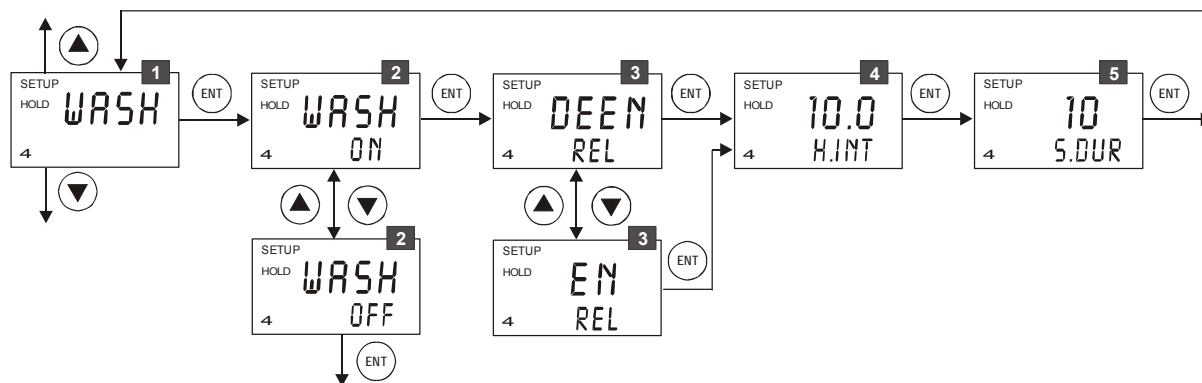 1
SETUP
HOLD
WASH
4
ENT
2
SETUP
HOLD
WASH
4
ON
ENT
3
SETUP
HOLD
DEEN
4
REL
ENT
4
SETUP
HOLD
10.0
4
H.INT
ENT
5
SETUP
HOLD
10
4
S.DUR
ENT
2
SETUP
HOLD
WASH
4
OFF
ENT
3
SETUP
HOLD
EN
4
REL
ENT